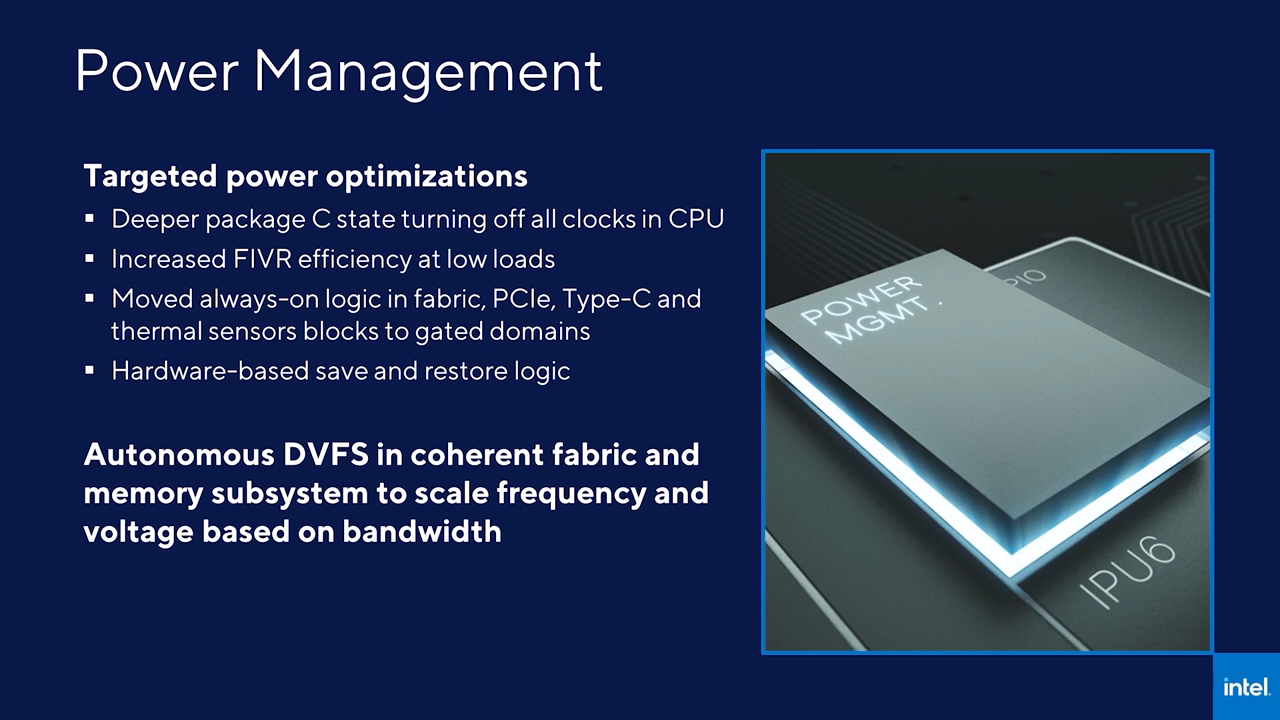 Power Management
Targeted power optimizations
▪ Deeper package C state turning off all clocks in CPU
▪ Increased FIVR efficiency at low loads
▪ Moved always-on logic in fabric, PCIe, Type-C and
thermal sensors blocks to gated domains
▪ Hardware-based save and restore logic
Autonomous DVFS in coherent fabric and
memory subsystem to scale frequency and
voltage based on bandwidth
POWER
MGMT .
IPU6
intel.